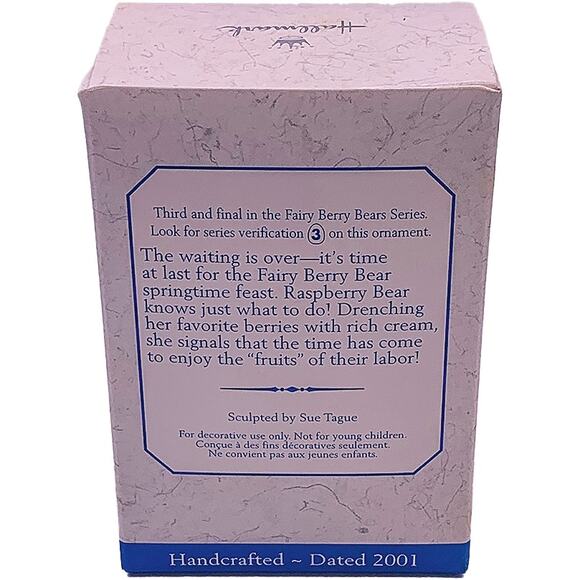 Hallmark
Third and final in the Fairy Berry Bears Series.
Look for series verification 3 on this ornament.
The waiting is over—it's time
at last for the Fairy Berry Bear
springtime feast. Raspberry Bear
knows just what to do! Drenching
her favorite berries with rich cream,
she signals that the time has come
to enjoy the "fruits" of their labor!
Sculpted by Sue Tague
For decorative use only. Not for young children.
Conçue à des fins décoratives seulement.
Ne convient pas aux jeunes enfants.
Handcrafted ~ Dated 2001